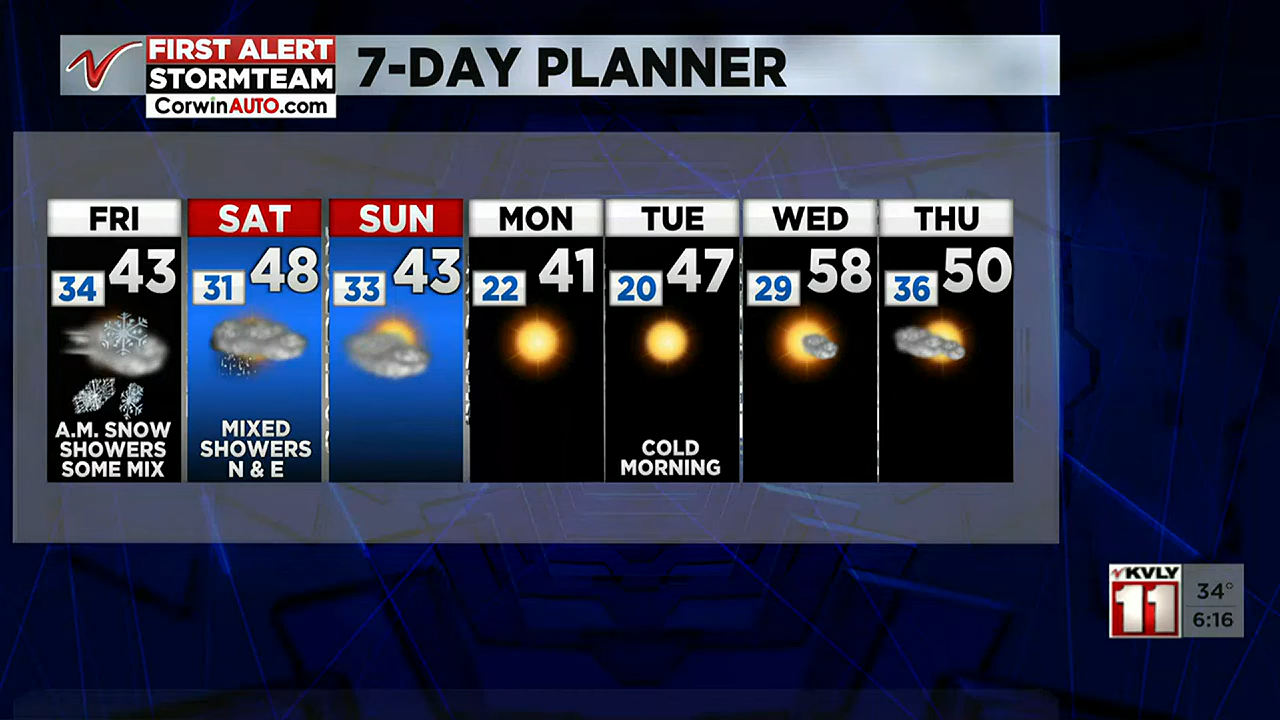 FIRST ALERT
STORMTEAM
CorwinAUTO.com
7-DAY PLANNER
FRI SAT SUN MON TUE WED THU
34 43 31 48 33 43 22 41 20 47 29 58 36 50
A.M. SNOW
SHOWERS
SOME MIX
MIXED
SHOWERS
N & E
COLD
MORNING
KVLY
11
34°
6:16